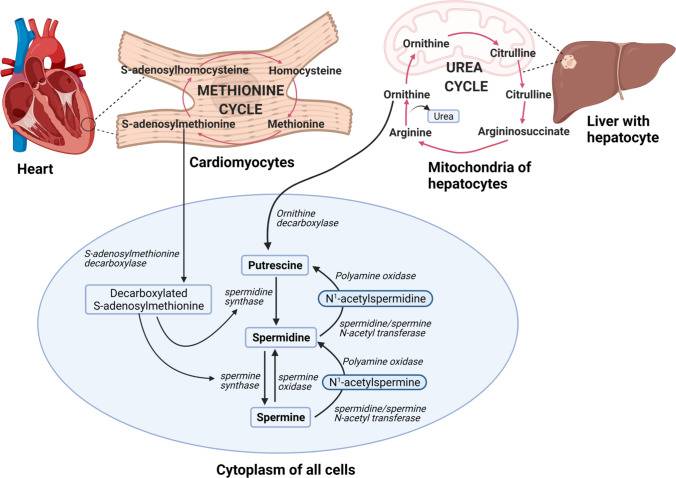 S-adenosylhomocysteine
Homocysteine
METHIONINE
CYCLE
S-adenosylmethionine
Methionine
Heart
Cardiomyocytes
Ornithine
Citrulline
UREA
CYCLE
Ornithine
Citrulline
Urea
Arginine
Argininosuccinate
Mitochondria of
hepatocytes
Liver with
hepatocyte
Ornithine
decarboxylase
S-adenosylmethionine
decarboxylase
Putrescine
Polyamine oxidase
Decarboxylated
S-adenosylmethionine
spermidine
synthase
N¹-acetylspermidine
spermidine/spermine
N-acetyl transferase
Spermidine
Polyamine oxidase
spermine
synthase
spermine
oxidase
N¹-acetylspermine
spermidine/spermine
N-acetyl transferase
Spermine
Cytoplasm of all cells